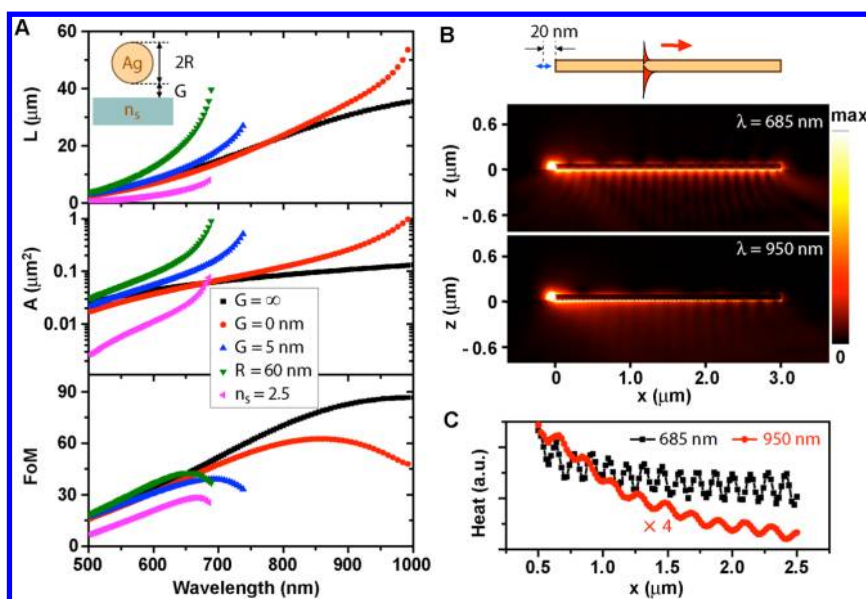 A
60
40
20
0
L (μm)
Ag
2R
G
ns
1
0.1
0.01
A (μm²)
G = ∞
G = 0 nm
G = 5 nm
R = 60 nm
ns = 2.5
90
60
30
0
FoM
500 600 700 800 900 1000
Wavelength (nm)
B
20 nm
max
0.6
0
- 0.6
z (μm)
λ = 685 nm
0.6
0
- 0.6
z (μm)
λ = 950 nm
0
0 1.0 2.0 3.0
x (μm)
C
Heat (a.u.)
685 nm 950 nm
× 4
0.5 1.0 1.5 2.0 2.5
x (μm)